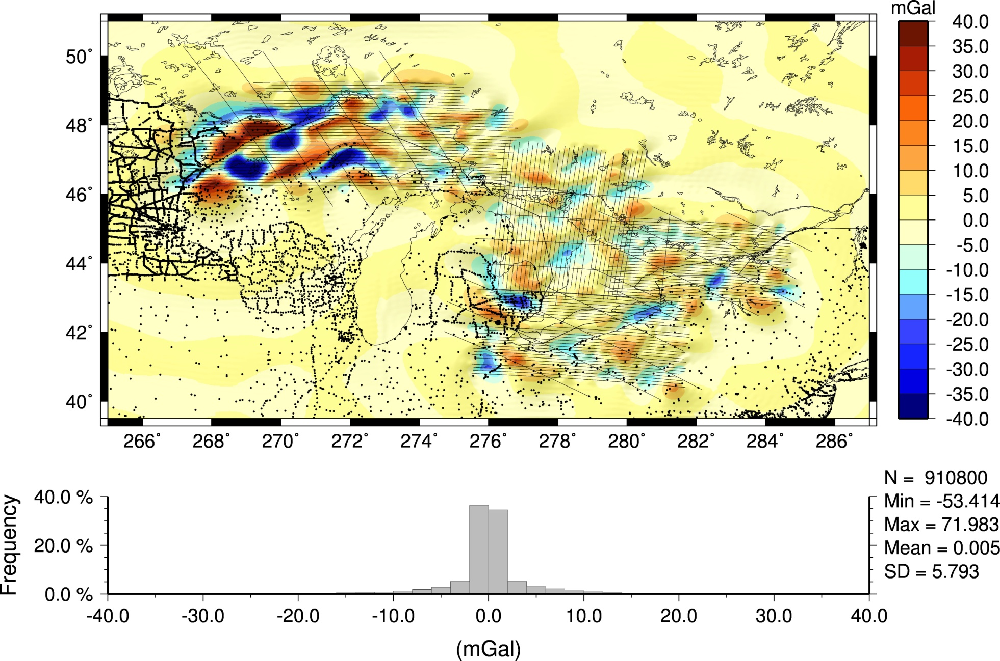 mGal
40.0
35.0
30.0
25.0
20.0
15.0
10.0
5.0
0.0
-5.0
-10.0
-15.0
-20.0
-25.0
-30.0
-35.0
-40.0
50°
48°
46°
44°
42°
40°
266° 268° 270° 272° 274° 276° 278° 280° 282° 284° 286°
N = 910800
Min = -53.414
Max = 71.983
Mean = 0.005
SD = 5.793
Frequency
40.0 %
20.0 %
0.0 %
-40.0 -30.0 -20.0 -10.0 0.0 10.0 20.0 30.0 40.0
(mGal)